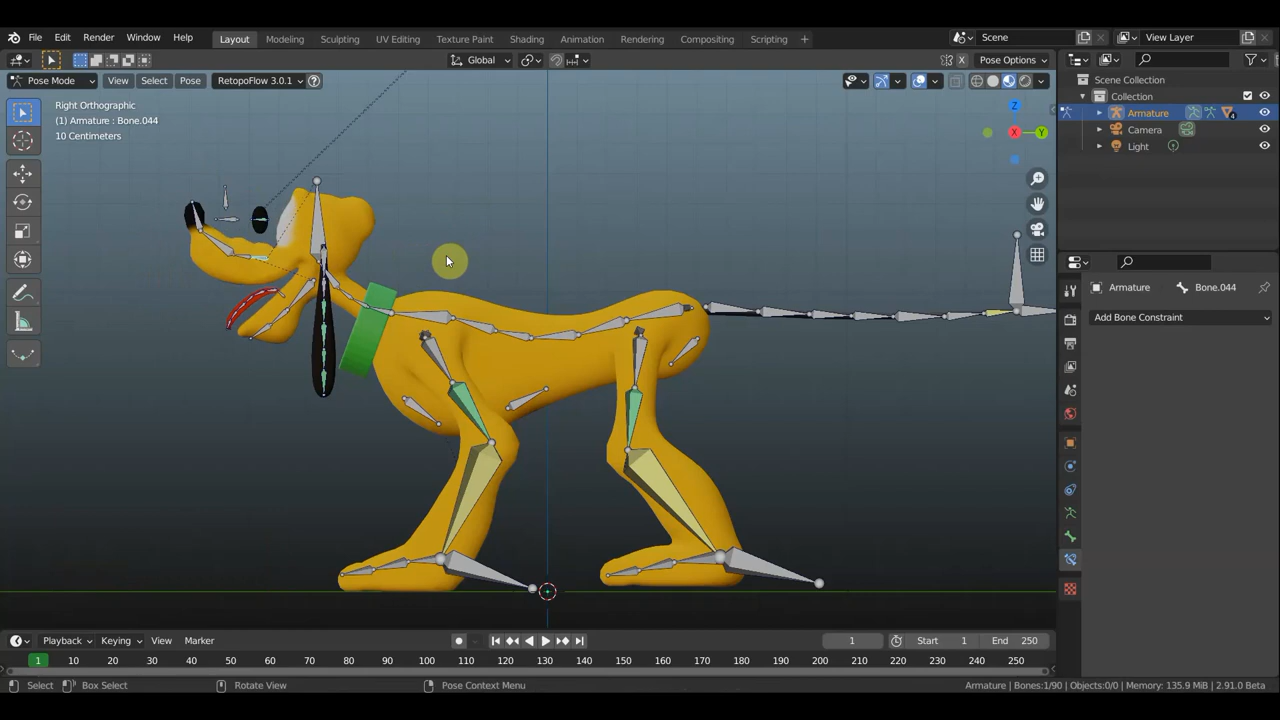 File Edit Render Window Help Layout Modeling Sculpting UV Editing Texture Paint Shading Animation Rendering Compositing Scripting + Scene View Layer
Global Pose Options
Pose Mode View Select Pose RetopoFlow 3.0.1 ?
Scene Collection
Collection
Armature
Camera
Light
Right Orthographic
(1) Armature : Bone.044
10 Centimeters
Z
X
Y
Armature Bone.044
Add Bone Constraint
Playback Keying View Marker 1 Start 1 End 250
1 10 20 30 40 50 60 70 80 90 100 110 120 130 140 150 160 170 180 190 200 210 220 230 240 250
Select Box Select Rotate View Pose Context Menu Armature | Bones:1/90 | Objects:0/0 | Memory: 135.9 MiB | 2.91.0 Beta